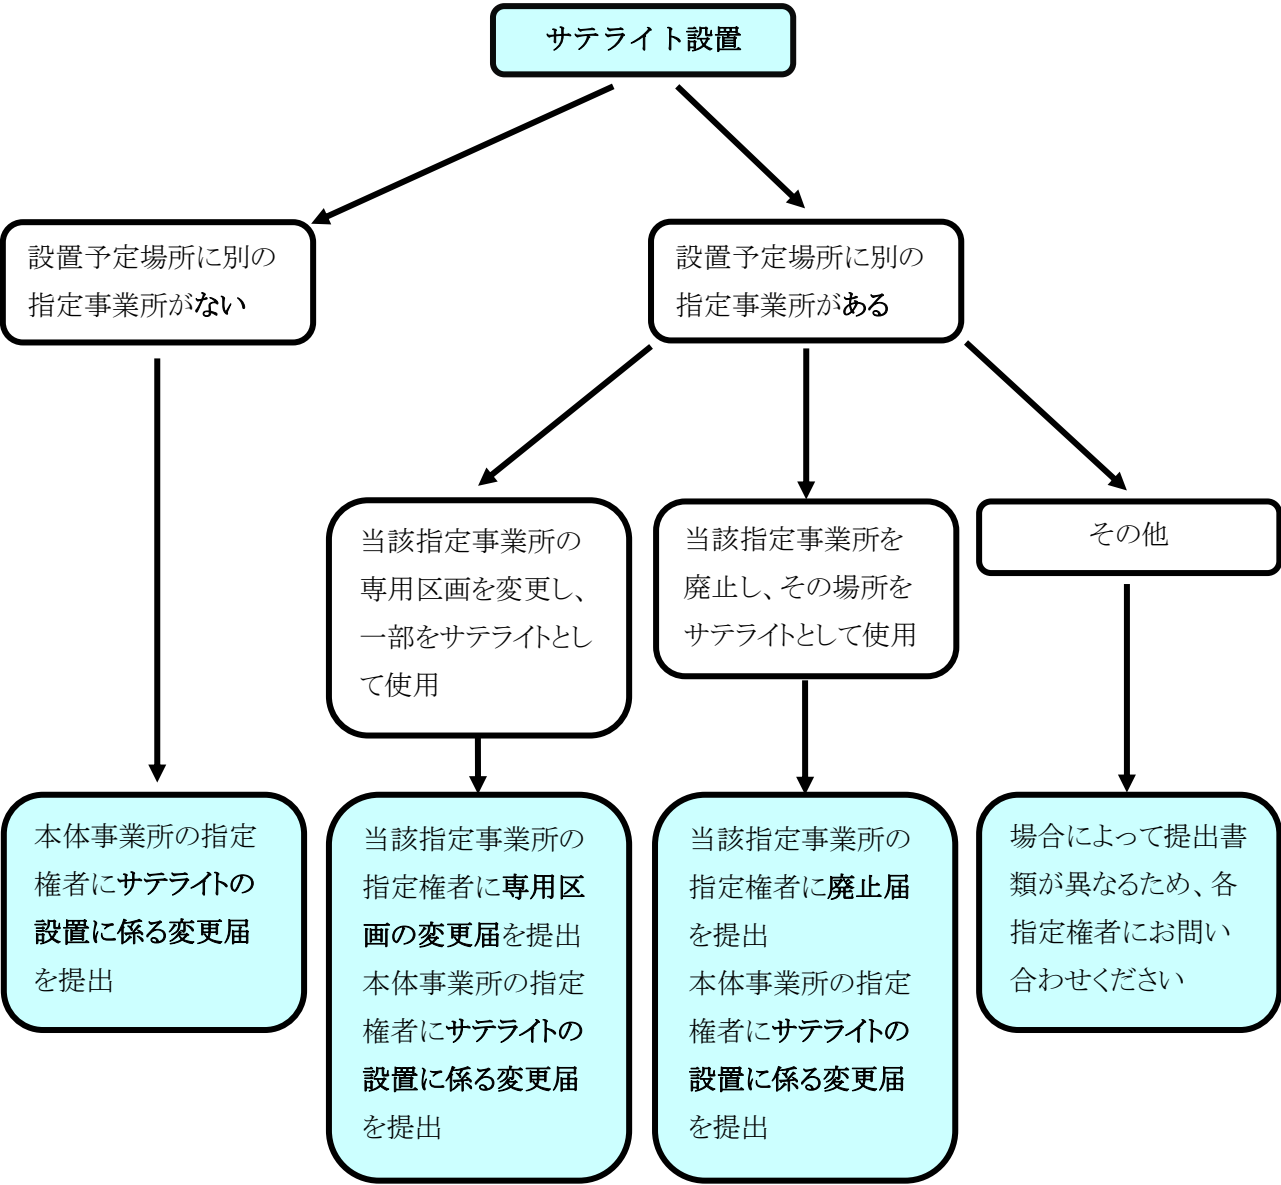 サテライト設置
設置予定場所に別の
指定事業所がない
設置予定場所に別の
指定事業所がある
当該指定事業所の
専用区画を変更し、
一部をサテライトとし
て使用
当該指定事業所を
廃止し、その場所を
サテライトとして使用
その他
本体事業所の指定
権者にサテライトの
設置に係る変更届
を提出
当該指定事業所の
指定権者に専用区
画の変更届を提出
本体事業所の指定
権者にサテライトの
設置に係る変更届
を提出
当該指定事業所の
指定権者に廃止届
を提出
本体事業所の指定
権者にサテライトの
設置に係る変更届
を提出
場合によって提出書
類が異なるため、各
指定権者にお問い
合わせください